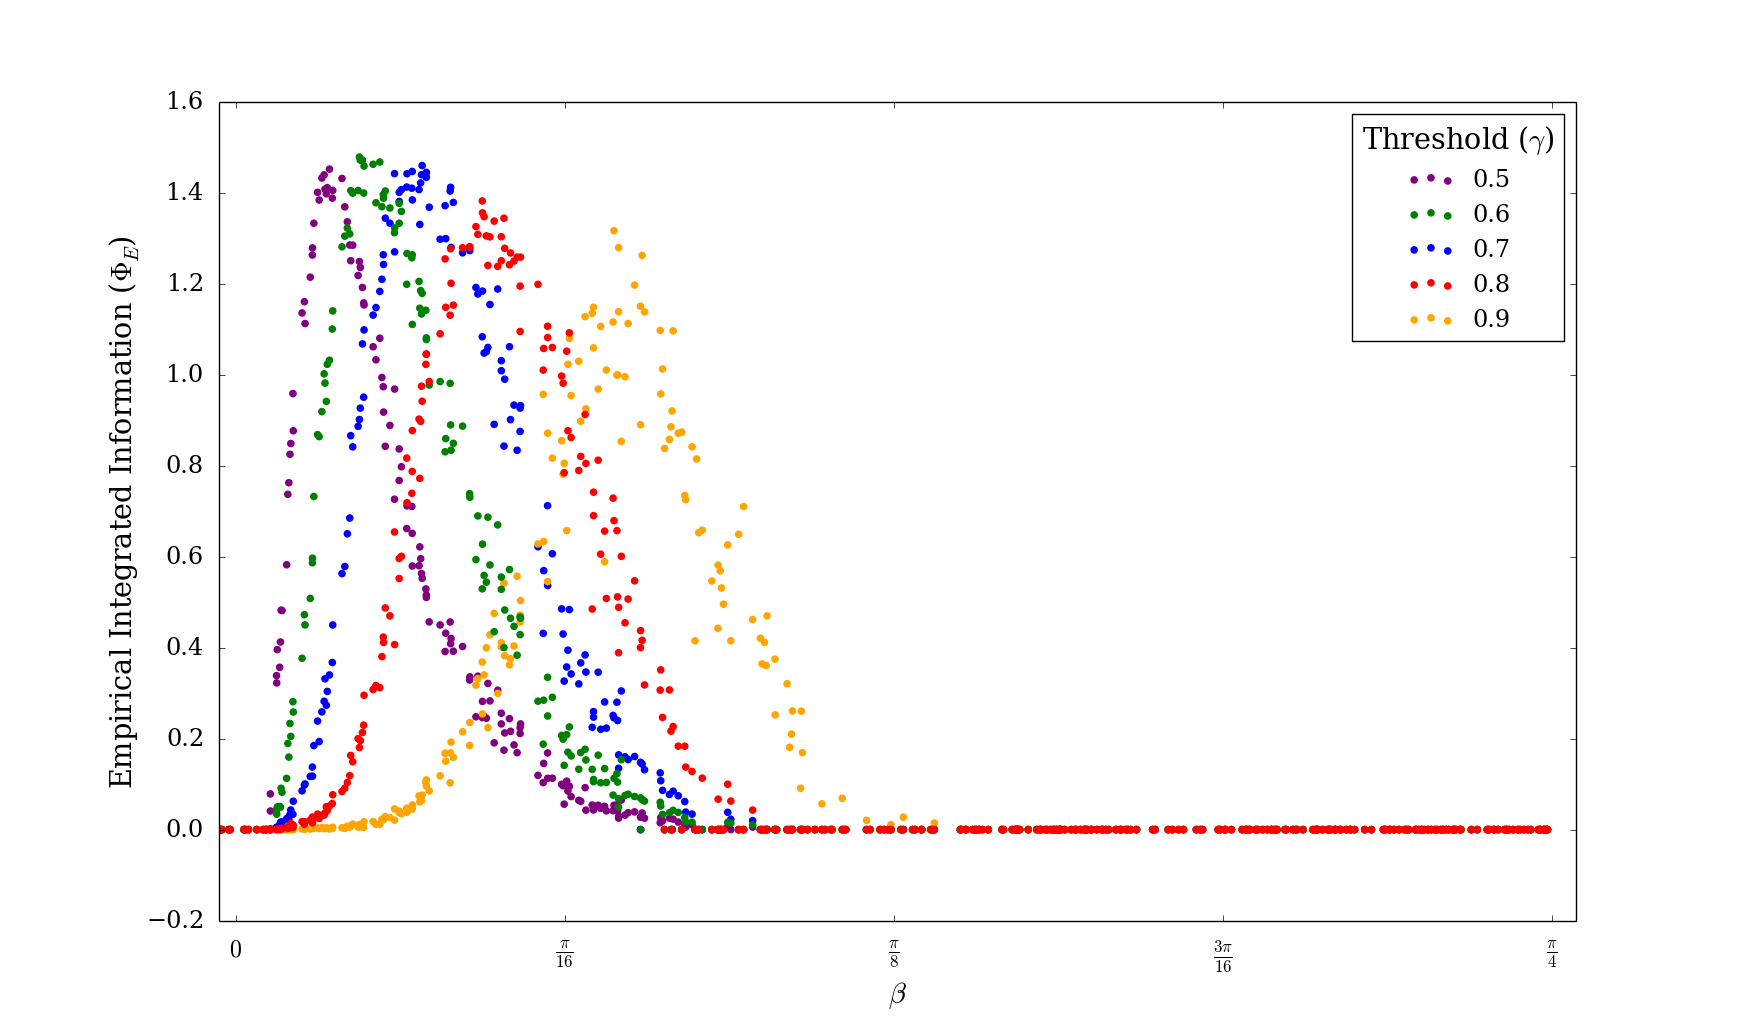 1.6
1.4
1.2
1.0
0.8
0.6
0.4
0.2
0.0
−0.2
Empirical Integrated Information (Φ_E)
0
π/16
π/8
3π/16
π/4
β
Threshold (γ)
0.5
0.6
0.7
0.8
0.9